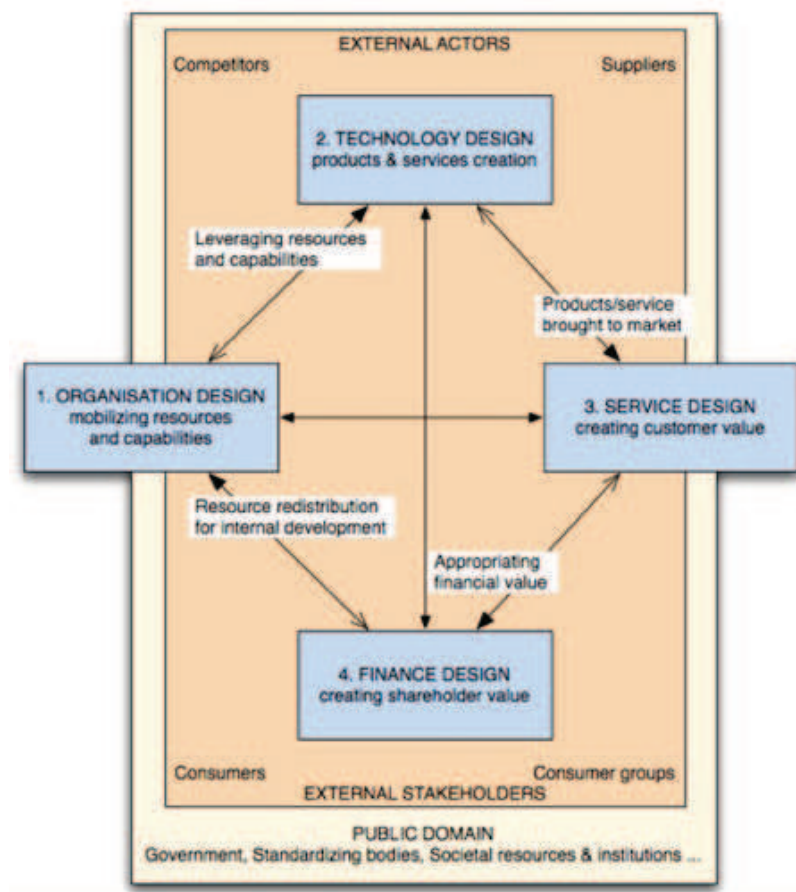 EXTERNAL ACTORS
Competitors
Suppliers
2. TECHNOLOGY DESIGN
products & services creation
Leveraging resources
and capabilities
Products/service
brought to market
1. ORGANISATION DESIGN
mobilizing resources
and capabilities
3. SERVICE DESIGN
creating customer value
Resource redistribution
for internal development
Appropriating
financial value
4. FINANCE DESIGN
creating shareholder value
Consumers
Consumer groups
EXTERNAL STAKEHOLDERS
PUBLIC DOMAIN
Government, Standardizing bodies, Societal resources & institutions ...